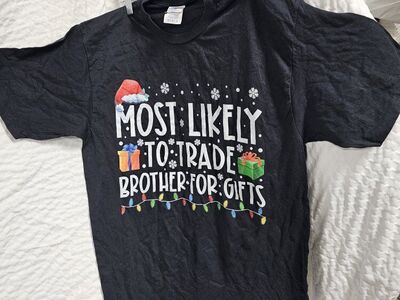 MOST LIKELY
TO TRADE
BROTHER FOR GIFTS